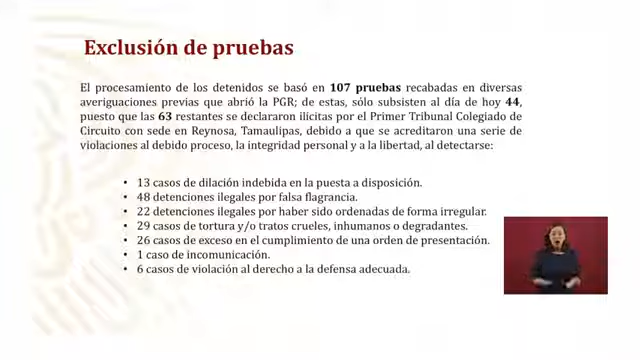 Exclusión de pruebas
El procesamiento de los detenidos se basó en 107 pruebas recabadas en diversas
averiguaciones previas que abrió la PGR; de estas, sólo subsisten al día de hoy 44,
puesto que las 63 restantes se declararon ilícitas por el Primer Tribunal Colegiado de
Circuito con sede en Reynosa, Tamaulipas, debido a que se acreditaron una serie de
violaciones al debido proceso, la integridad personal y a la libertad, al detectarse:
• 13 casos de dilación indebida en la puesta a disposición.
• 48 detenciones ilegales por falsa flagrancia.
• 22 detenciones ilegales por haber sido ordenadas de forma irregular.
• 29 casos de tortura y/o tratos crueles, inhumanos o degradantes.
• 26 casos de exceso en el cumplimiento de una orden de presentación.
• 1 caso de incomunicación.
• 6 casos de violación al derecho a la defensa adecuada.